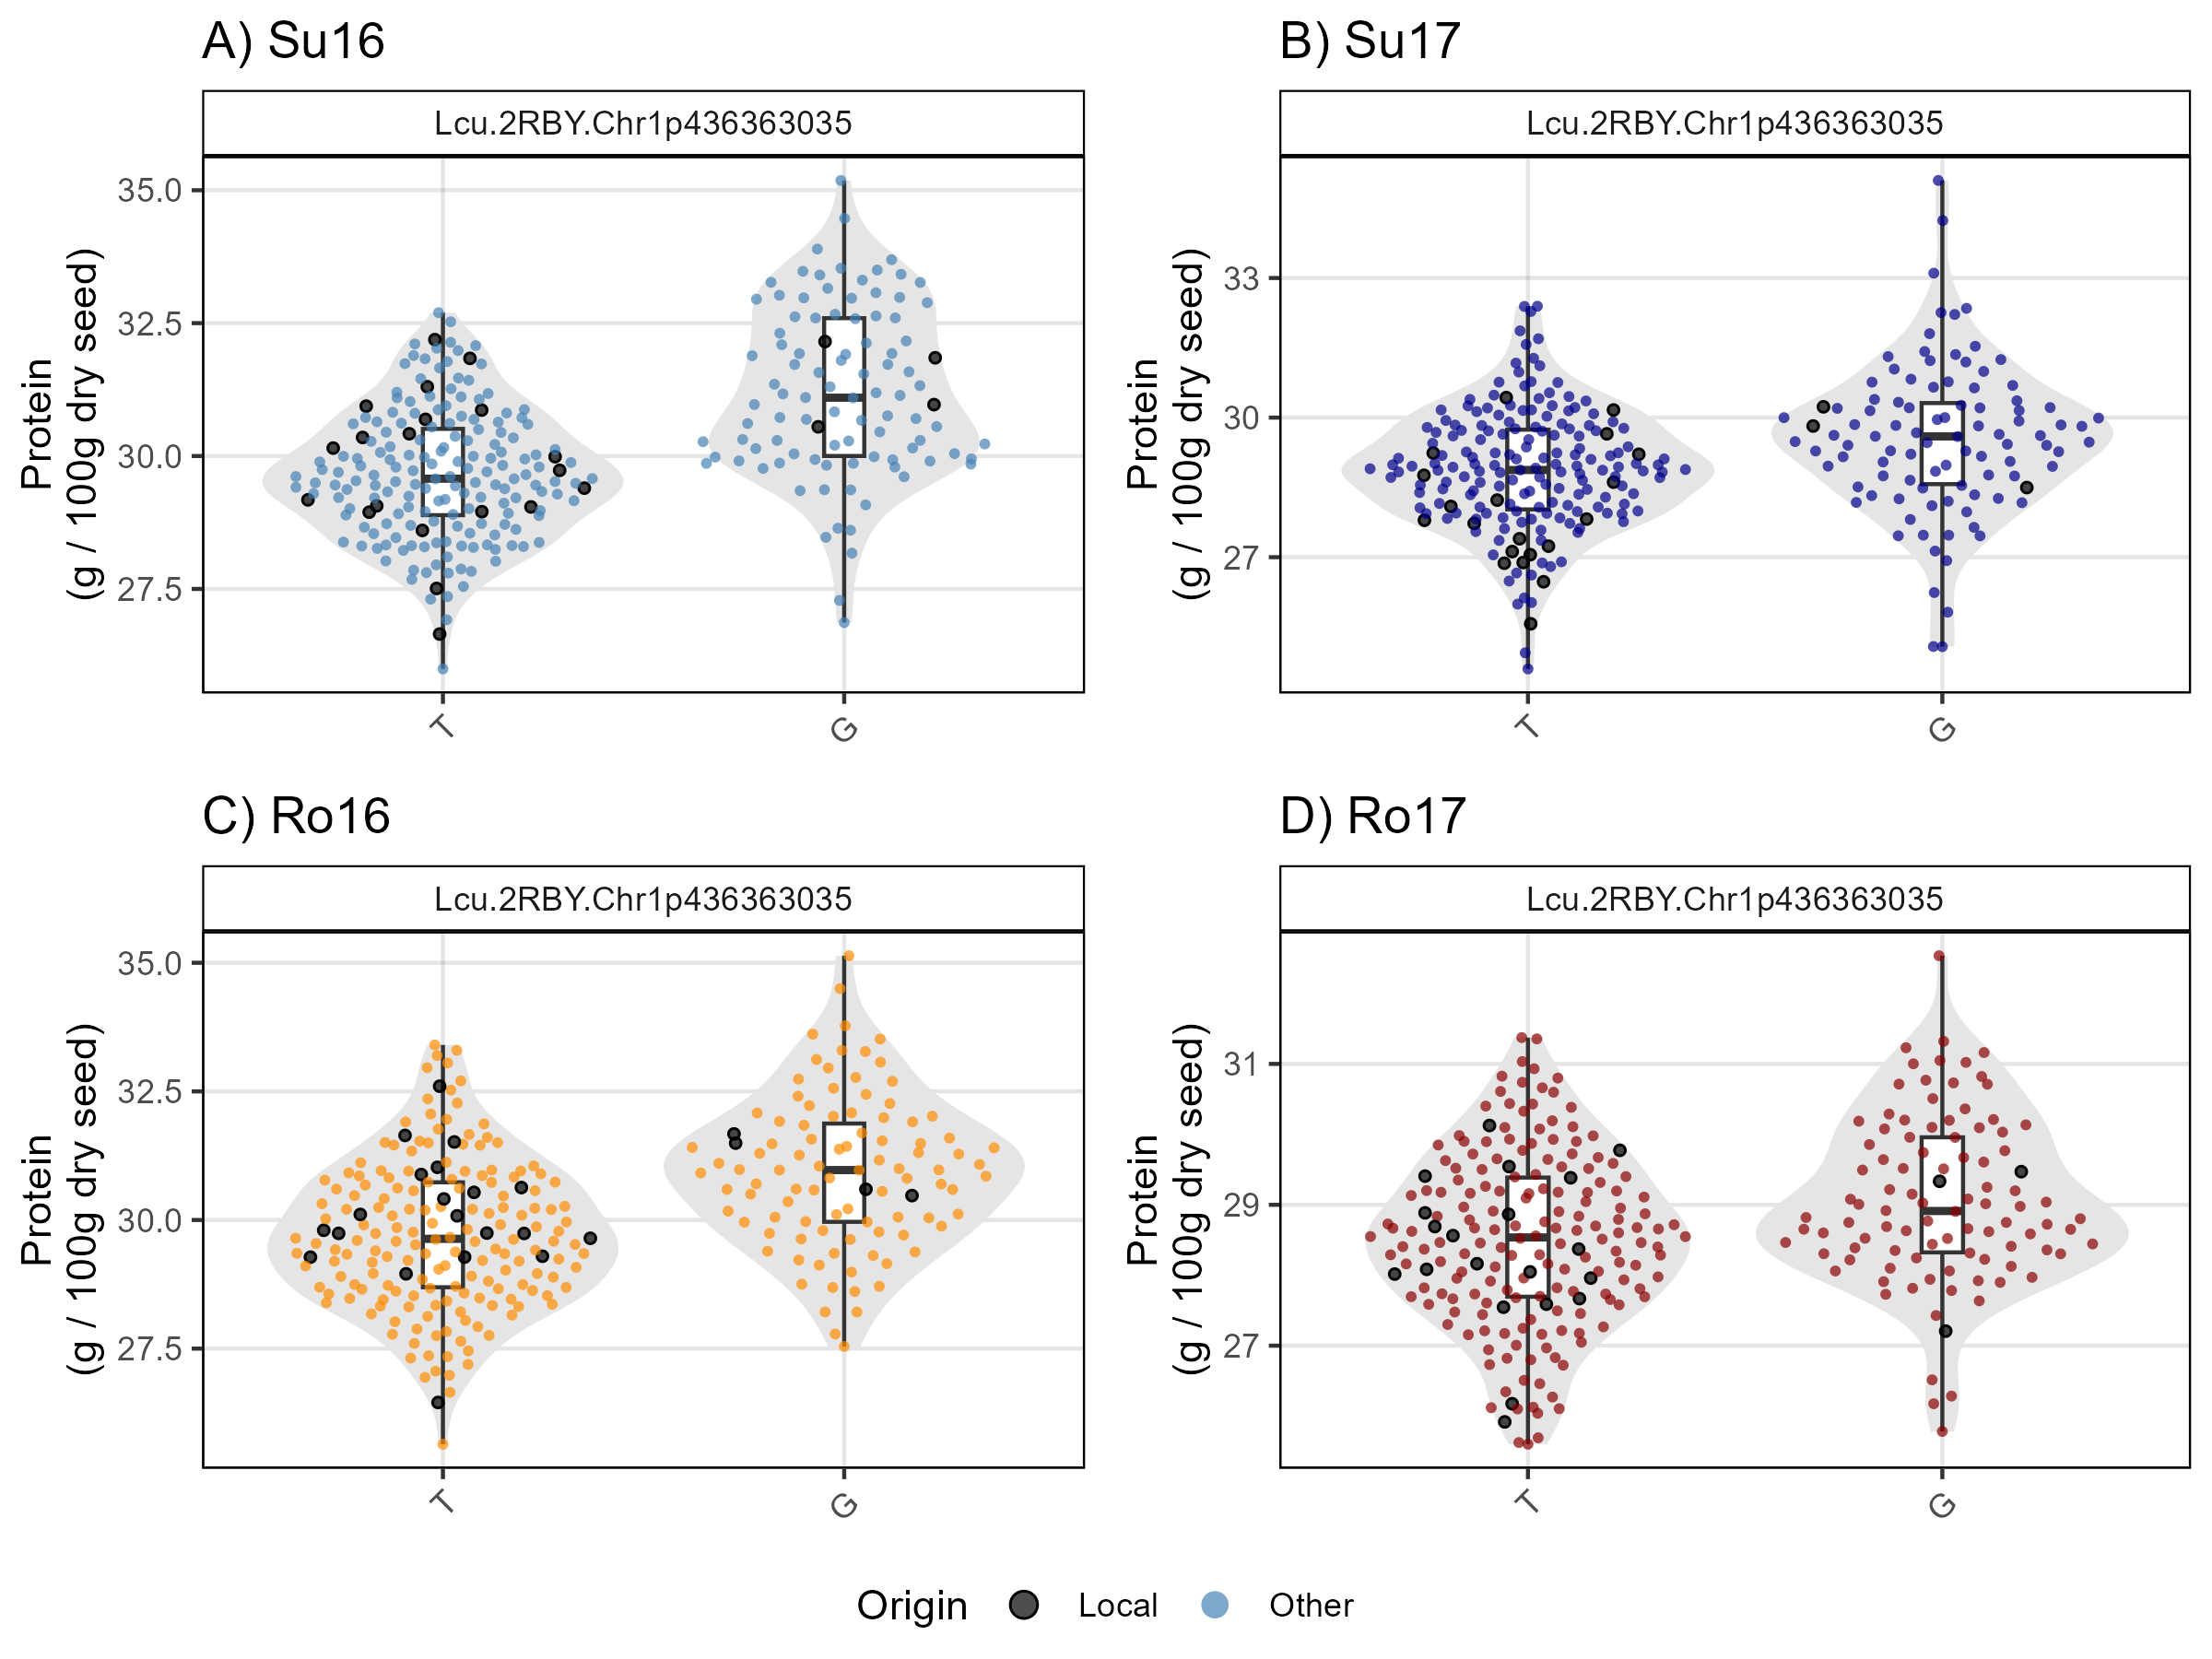 A) Su16
Lcu.2RBY.Chr1p436363035
Protein
(g / 100g dry seed)
35.0
32.5
30.0
27.5
T
G
B) Su17
Lcu.2RBY.Chr1p436363035
Protein
(g / 100g dry seed)
33
30
27
T
G
C) Ro16
Lcu.2RBY.Chr1p436363035
Protein
(g / 100g dry seed)
35.0
32.5
30.0
27.5
T
G
D) Ro17
Lcu.2RBY.Chr1p436363035
Protein
(g / 100g dry seed)
31
29
27
T
G
Origin Local Other